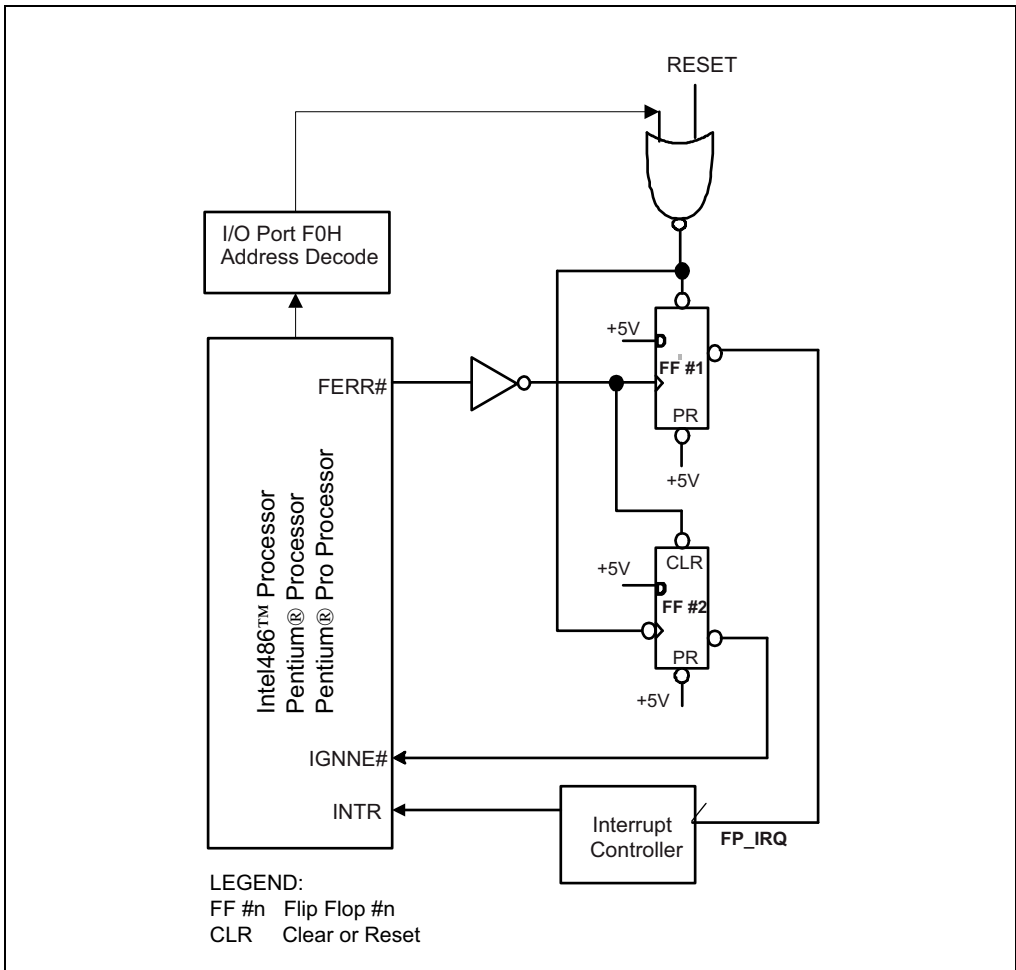 RESET
I/O Port F0H
Address Decode
+5V
FF #1
FERR#
PR
+5V
Intel486™ Processor
Pentium® Processor
Pentium® Pro Processor
CLR
+5V
FF #2
PR
+5V
IGNNE#
INTR
Interrupt
Controller
FP_IRQ
LEGEND:
FF #n Flip Flop #n
CLR Clear or Reset